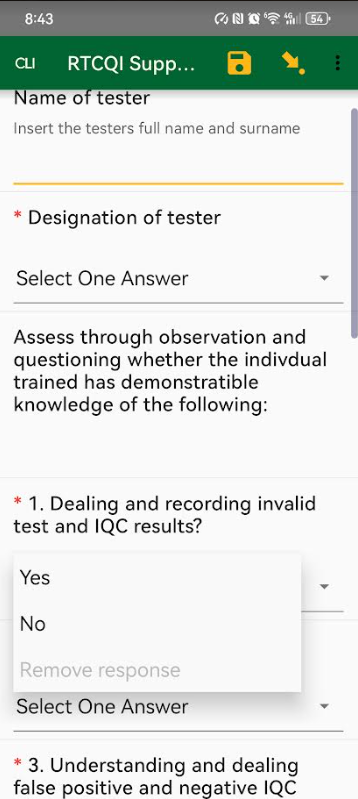 8:43
4G
54
CLI RTCQI Supp...
Name of tester
Insert the testers full name and surname
* Designation of tester
Select One Answer
Assess through observation and
questioning whether the indivdual
trained has demonstratible
knowledge of the following:
* 1. Dealing and recording invalid
test and IQC results?
Yes
No
Remove response
Select One Answer
* 3. Understanding and dealing
false positive and negative IQC